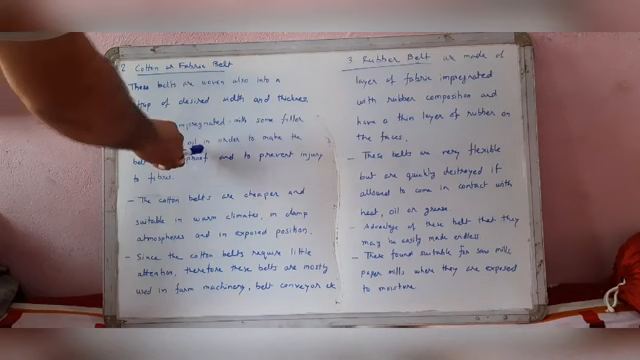 2 Cotton or Fabric Belt
These belts are woven also into a
strap of desired width and thicknes
impregnated with some filler
oil in order to make the
belt proof and to prevent injury
to fibres.
- The cotton belts are cheaper and
suitable in warm climates, in damp
atmospheres and in exposed position.
- Since the cotton belts require little
attention, therefore these belts are mostly
used in farm machinery, belt conveyor etc
3 Rubber Belt are made of
layer of fabric impregnated
with rubber composition and
have a thin layer of rubber on
the faces.
- These belts are very flexible
but are quickly destroyed if
allowed to come in contact with
heat, oil or grease.
- Advantage of these belt that they
may be easily made endless
- These found suitable for saw mills,
paper mills where they are exposed
to moisture